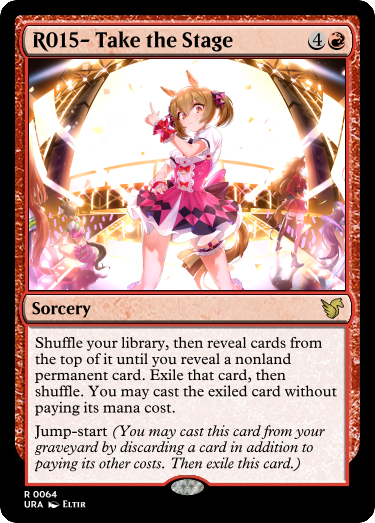 R015- Take the Stage 4
Sorcery
Shuffle your library, then reveal cards from
the top of it until you reveal a nonland
permanent card. Exile that card, then
shuffle. You may cast the exiled card without
paying its mana cost.
Jump-start (You may cast this card from your
graveyard by discarding a card in addition to
paying its other costs. Then exile this card.)
R 0064
URA Eltir